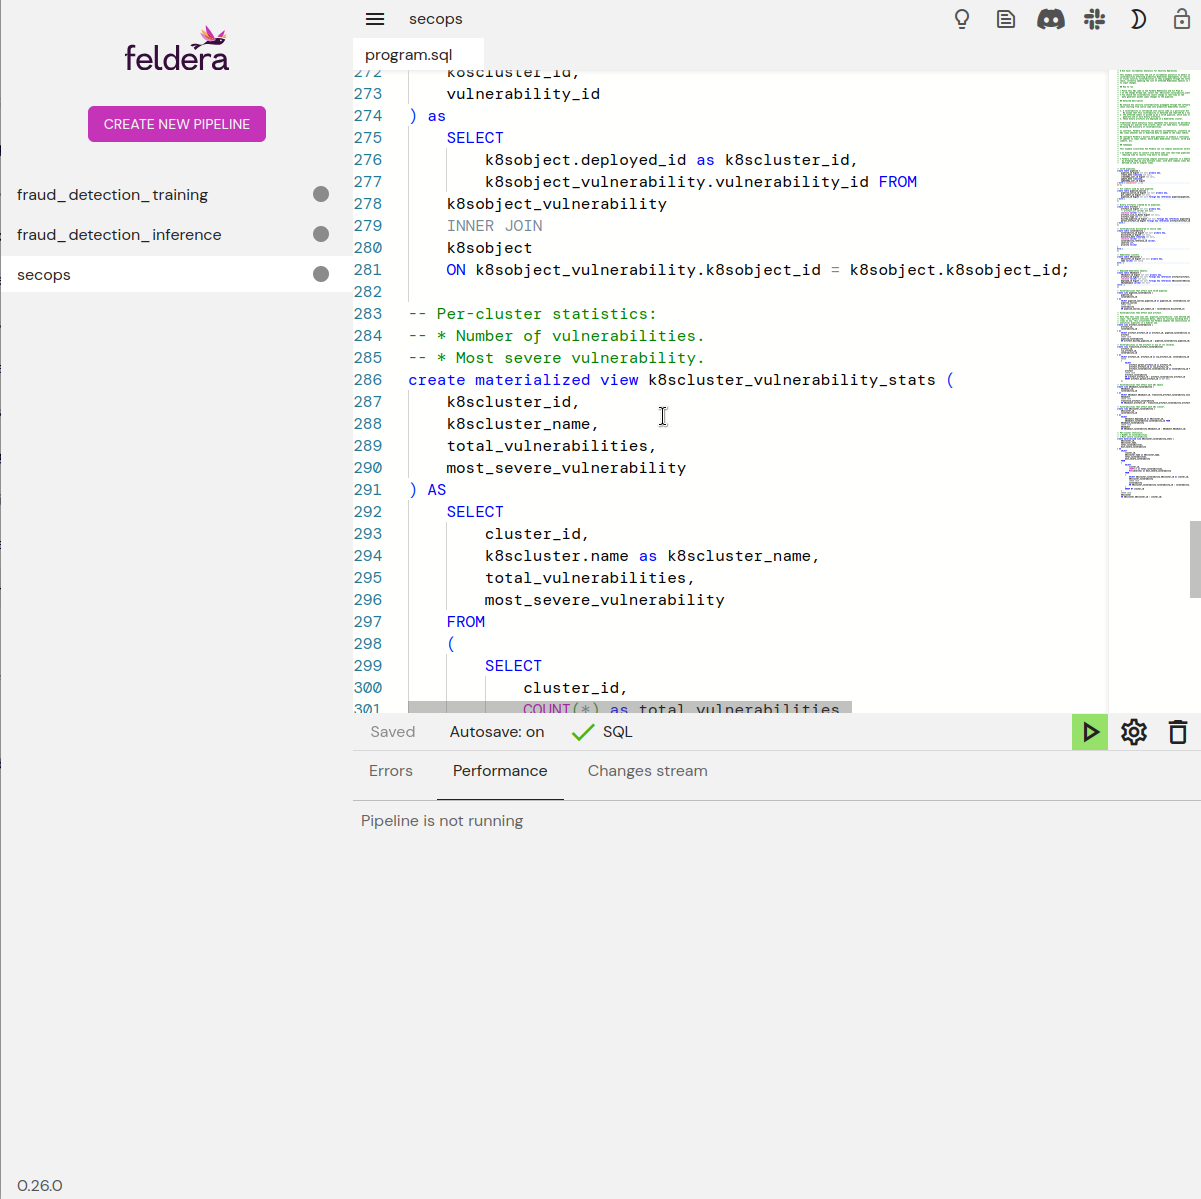 feldera
CREATE NEW PIPELINE
fraud_detection_training
fraud_detection_inference
secops
0.26.0
secops
program.sql
272 k8scluster_id,
273 vulnerability_id
274 ) as
275 SELECT
276 k8sobject.deployed_id as k8scluster_id,
277 k8sobject_vulnerability.vulnerability_id FROM
278 k8sobject_vulnerability
279 INNER JOIN
280 k8sobject
281 ON k8sobject_vulnerability.k8sobject_id = k8sobject.k8sobject_id;
282
283 -- Per-cluster statistics:
284 -- * Number of vulnerabilities.
285 -- * Most severe vulnerability.
286 create materialized view k8scluster_vulnerability_stats (
287 k8scluster_id,
288 k8scluster_name,
289 total_vulnerabilities,
290 most_severe_vulnerability
291 ) AS
292 SELECT
293 cluster_id,
294 k8scluster.name as k8scluster_name,
295 total_vulnerabilities,
296 most_severe_vulnerability
297 FROM
298 (
299 SELECT
300 cluster_id,
301 COUNT(*) as total_vulnerabilities
Saved Autosave: on SQL
Errors Performance Changes stream
Pipeline is not running